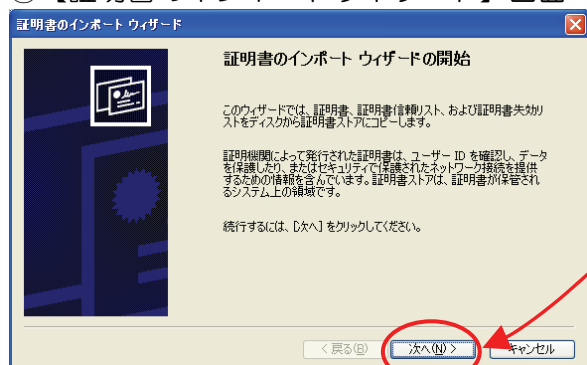 証明書のインポート ウィザード
証明書のインポート ウィザードの開始
このウィザードでは、証明書、証明書信頼リスト、および証明書失効リ
ストをディスクから証明書ストアにコピーします。
証明機関によって発行された証明書は、ユーザー ID を確認し、データ
を保護したり、またはセキュリティで保護されたネットワーク接続を提供
するための情報を含んでいます。証明書ストアは、証明書が保管され
るシステム上の領域です。
続行するには、[次へ] をクリックしてください。
< 戻る(B)
次へ(N) >
キャンセル